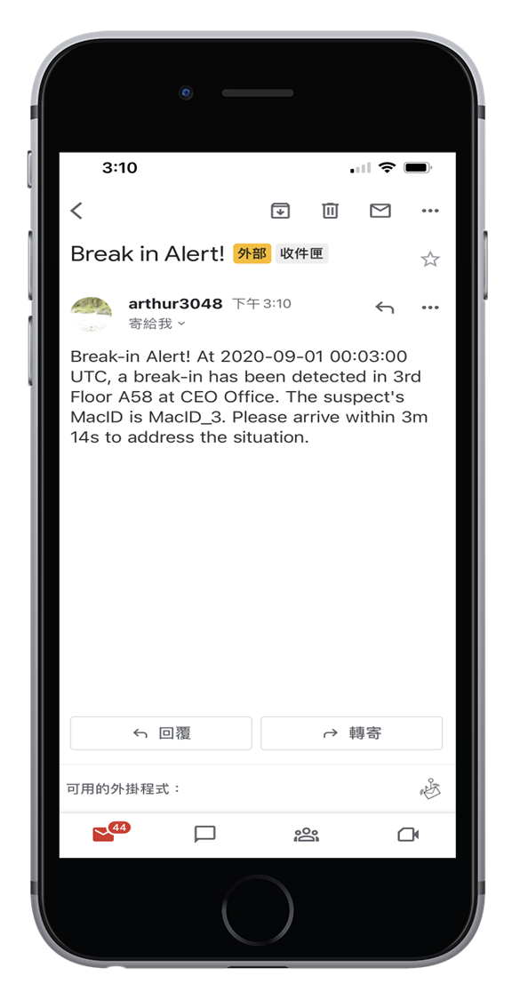 3:10
Break in Alert! 外部 收件匣
arthur3048 下午 3:10
寄給我
Break-in Alert! At 2020-09-01 00:03:00
UTC, a break-in has been detected in 3rd
Floor A58 at CEO Office. The suspect's
MacID is MacID_3. Please arrive within 3m
14s to address the situation.
回覆 轉寄
可用的外掛程式：
44